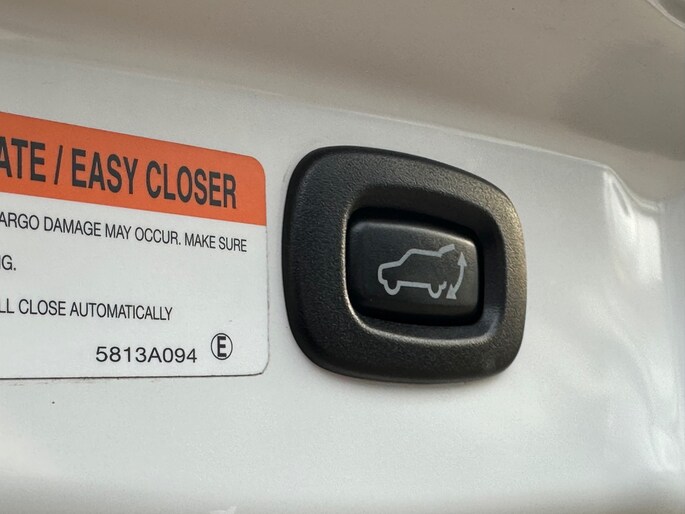 ATE / EASY CLOSER
ARGO DAMAGE MAY OCCUR. MAKE SURE
G.
LL CLOSE AUTOMATICALLY
5813A094 E